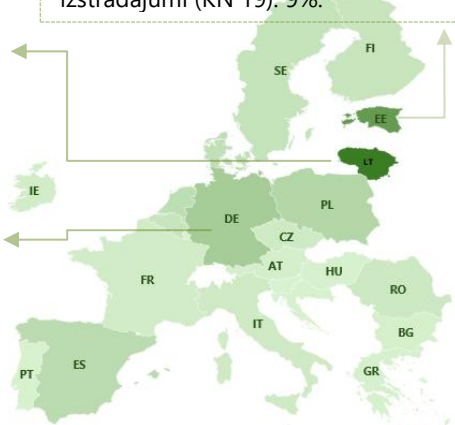 izstrādājumi (KN 19): 9%.
FI
SE
EE
LT
IE
PL
DE
CZ
AT
HU
FR
RO
IT
BG
ES
PT
GR